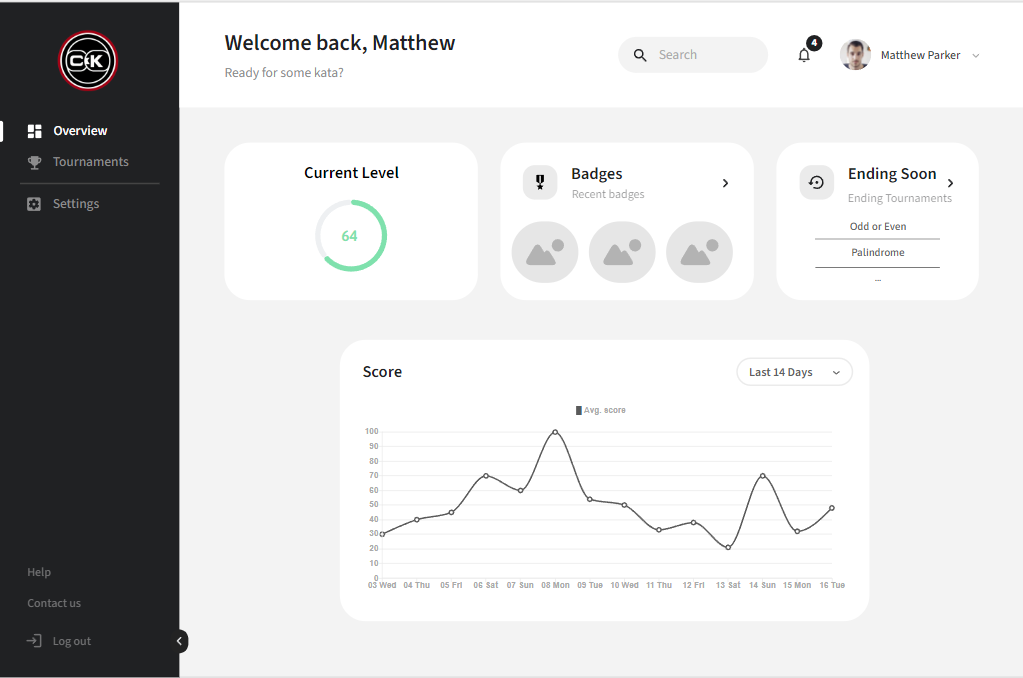 CK
Overview
Tournaments
Settings
Help
Contact us
Log out
Welcome back, Matthew
Ready for some kata?
Search
4
Matthew Parker
Current Level
64
Badges
Recent badges
Ending Soon
Ending Tournaments
Odd or Even
Palindrome
...
Score
Last 14 Days
Avg. score
100
90
80
70
60
50
40
30
20
10
0
03 Wed 04 Thu 05 Fri 06 Sat 07 Sun 08 Mon 09 Tue 10 Wed 11 Thu 12 Fri 13 Sat 14 Sun 15 Mon 16 Tue